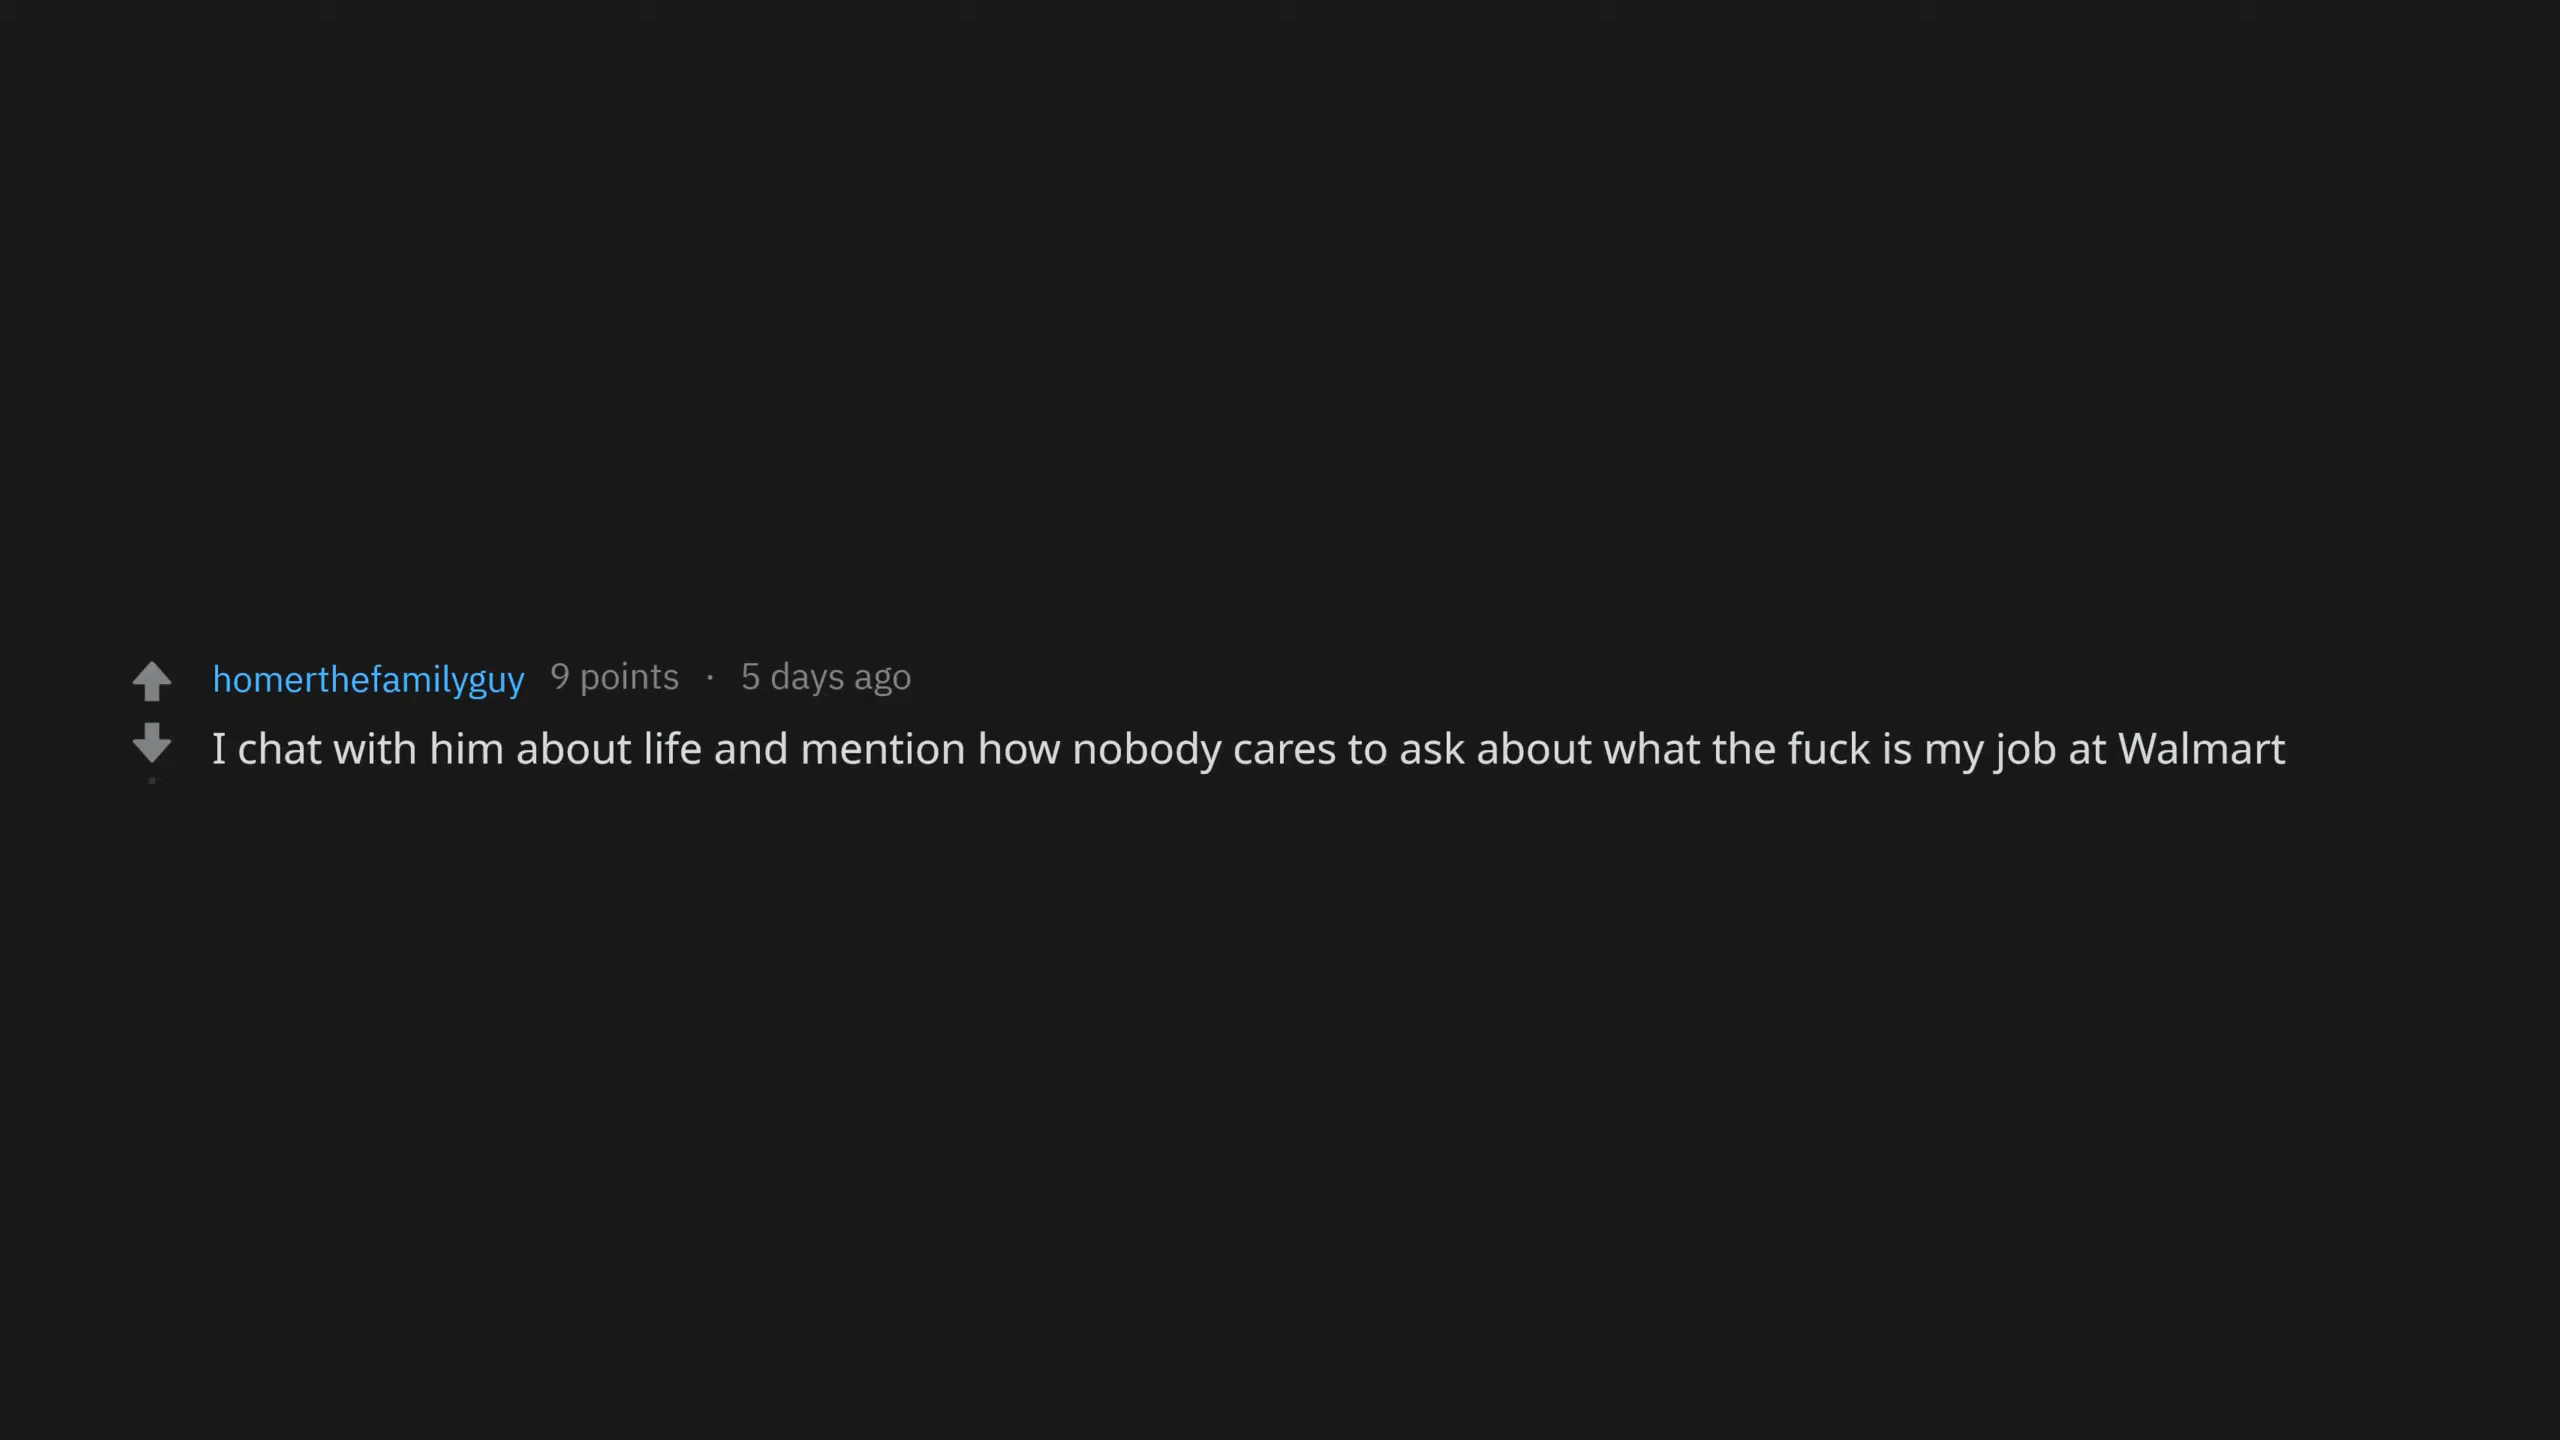 homerthefamilyguy 9 points · 5 days ago
I chat with him about life and mention how nobody cares to ask about what the fuck is my job at Walmart